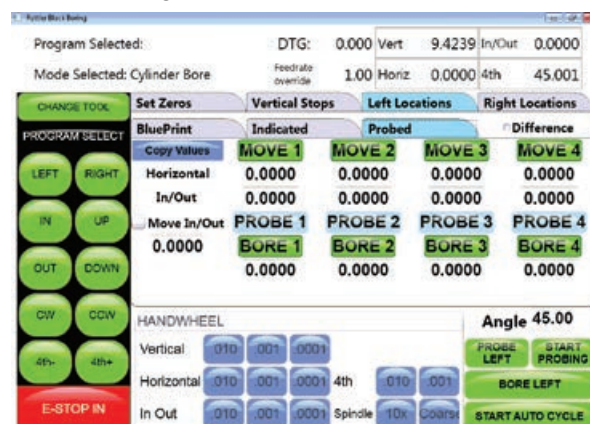 Rottler Block Boring
Program Selected: DTG: 0.000 Vert 9.4239 In/Out 0.0000
Mode Selected: Cylinder Bore Feedrate override 1.00 Horiz 0.0000 4th 45.001
CHANGE TOOL Set Zeros Vertical Stops Left Locations Right Locations
PROGRAM SELECT BluePrint Indicated Probed Difference
Copy Values MOVE 1 MOVE 2 MOVE 3 MOVE 4
LEFT RIGHT Horizontal 0.0000 0.0000 0.0000 0.0000
In/Out 0.0000 0.0000 0.0000 0.0000
IN UP Move In/Out PROBE 1 PROBE 2 PROBE 3 PROBE 4
0.0000 BORE 1 BORE 2 BORE 3 BORE 4
OUT DOWN 0.0000 0.0000 0.0000 0.0000
CW CCW HANDWHEEL Angle 45.00
Vertical .010 .001 .0001 PROBE LEFT START PROBING
4th- 4th+ Horizontal .010 .001 .0001 4th .010 .001 BORE LEFT
E-STOP IN In Out .010 .001 .0001 Spindle 10x Coarse START AUTO CYCLE